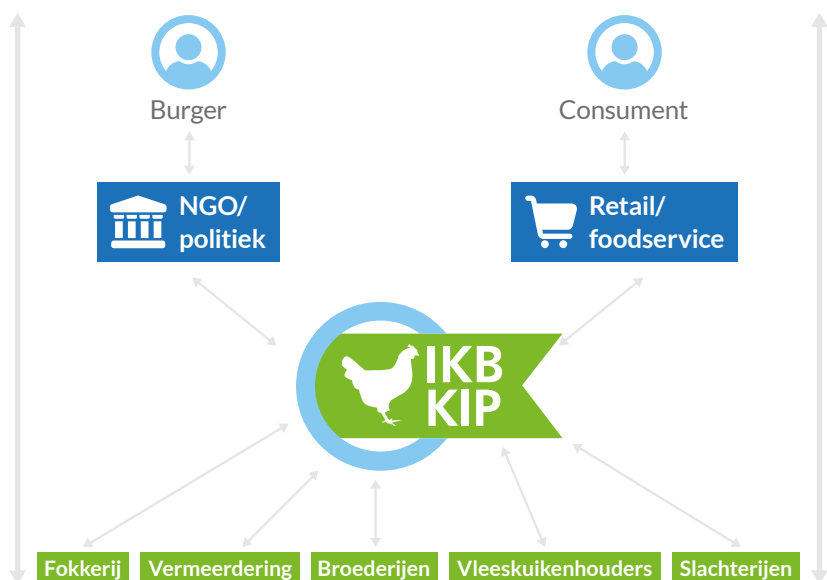 Burger
Consument
NGO/
politiek
Retail/
foodservice
IKB
KIP
Fokkerij
Vermeerdering
Broederijen
Vleeskuikenhouders
Slachterijen